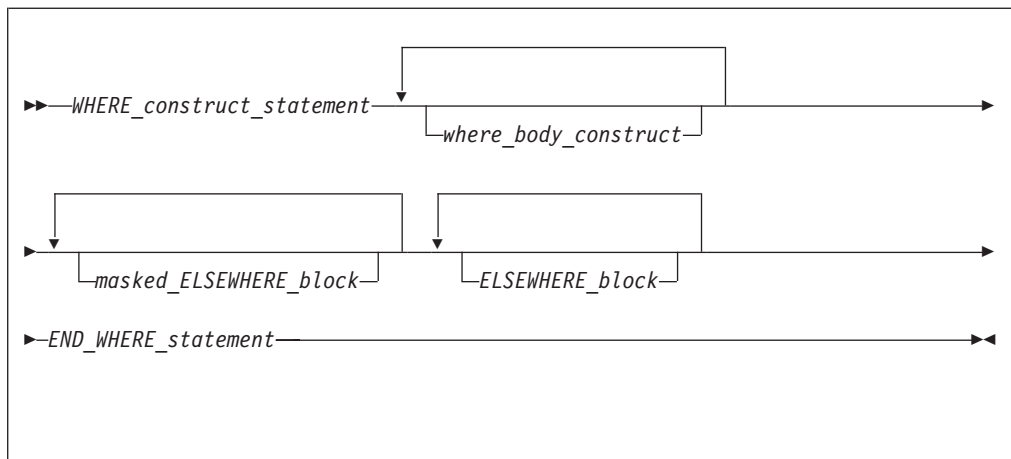 WHERE_construct_statement
where_body_construct
masked_ELSEWHERE_block ELSEWHERE_block
END_WHERE_statement